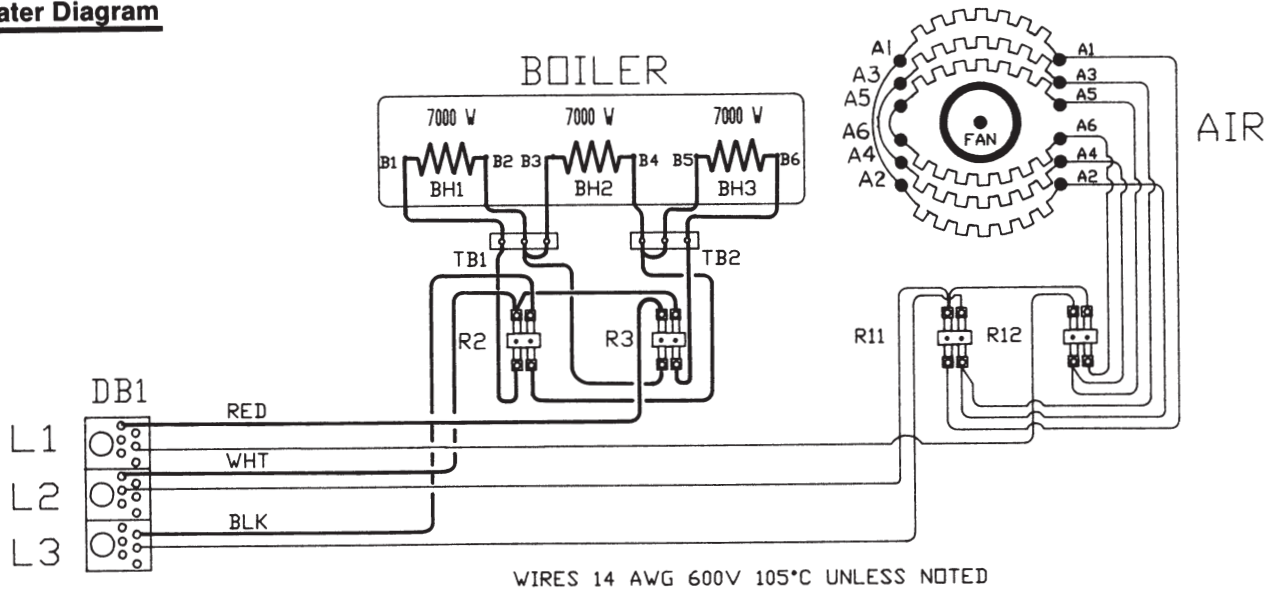 ater Diagram
BOILER
7000 W 7000 W 7000 W
B1 B2 B3 B4 B5 B6
BH1 BH2 BH3
TB1 TB2
R2 R3
A1 A1
A3 A3
A5 A5
FAN
A6 A6
A4 A4
A2 A2
AIR
R11 R12
DB1
L1 RED
L2 WHT
L3 BLK
WIRES 14 AWG 600V 105°C UNLESS NOTED